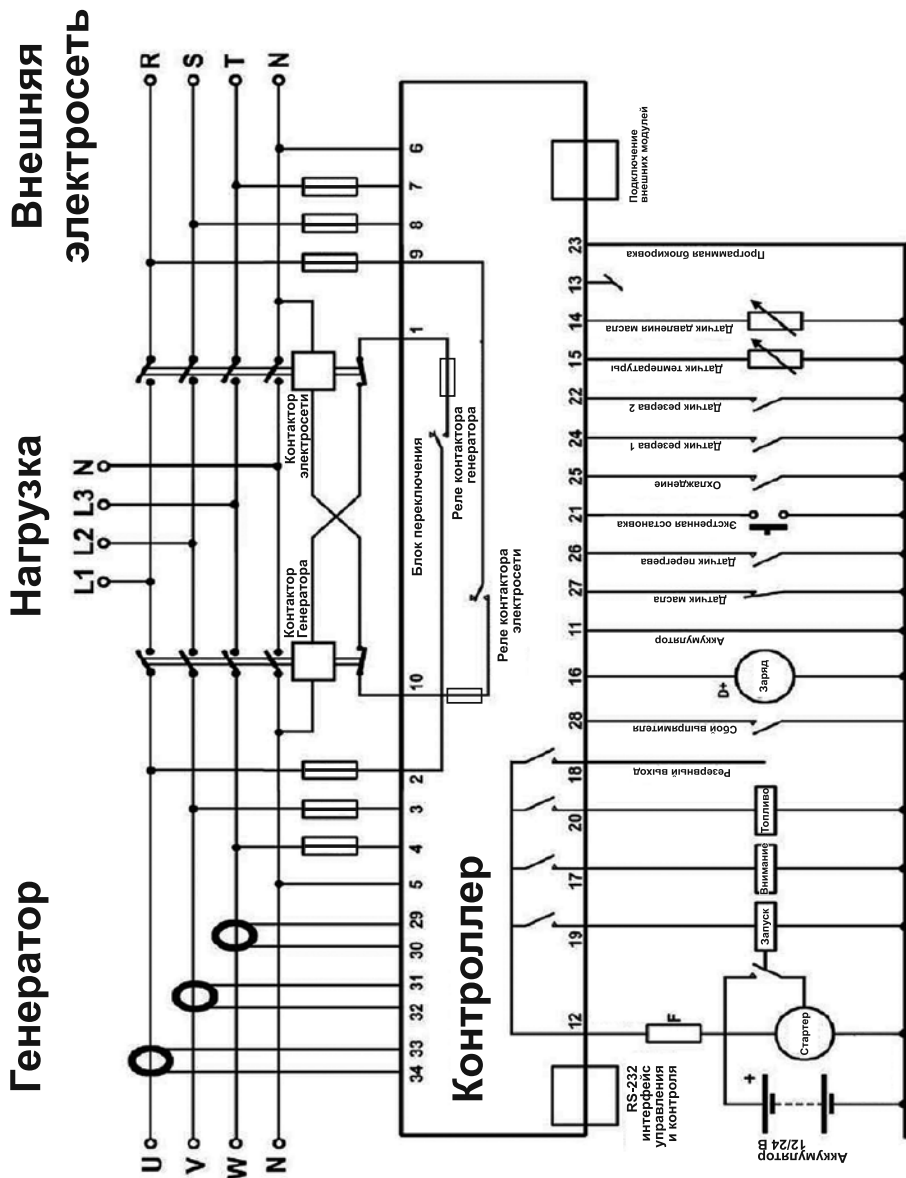 Внешняя
электросеть
R
S
T
N
Нагрузка
L1
L2
L3
N
Генератор
U
V
W
N
Контактор
электросети
Контактор
Генератора
Блок переключения
Реле контактора
генератора
Реле контактора
электросети
Контроллер
6
7
8
9
1
10
2
3
4
5
29
30
31
32
33
34
Подключение
внешних модулей
23
Программная блокировка
13
14
Датчик давления масла
15
Датчик температуры
22
Датчик резерва 2
24
Датчик резерва 1
25
Охлаждение
21
Экстренная остановка
26
Датчик перегрева
27
Датчик масла
11
Аккумулятор
16
D+
Заряд
28
Сбой выпрямителя
18
Резервный выход
20
Топливо
17
Внимание
19
Запуск
12
F
Стартер
RS-232
интерфейс
управления
и контроля
+
Аккумулятор
12/24 В